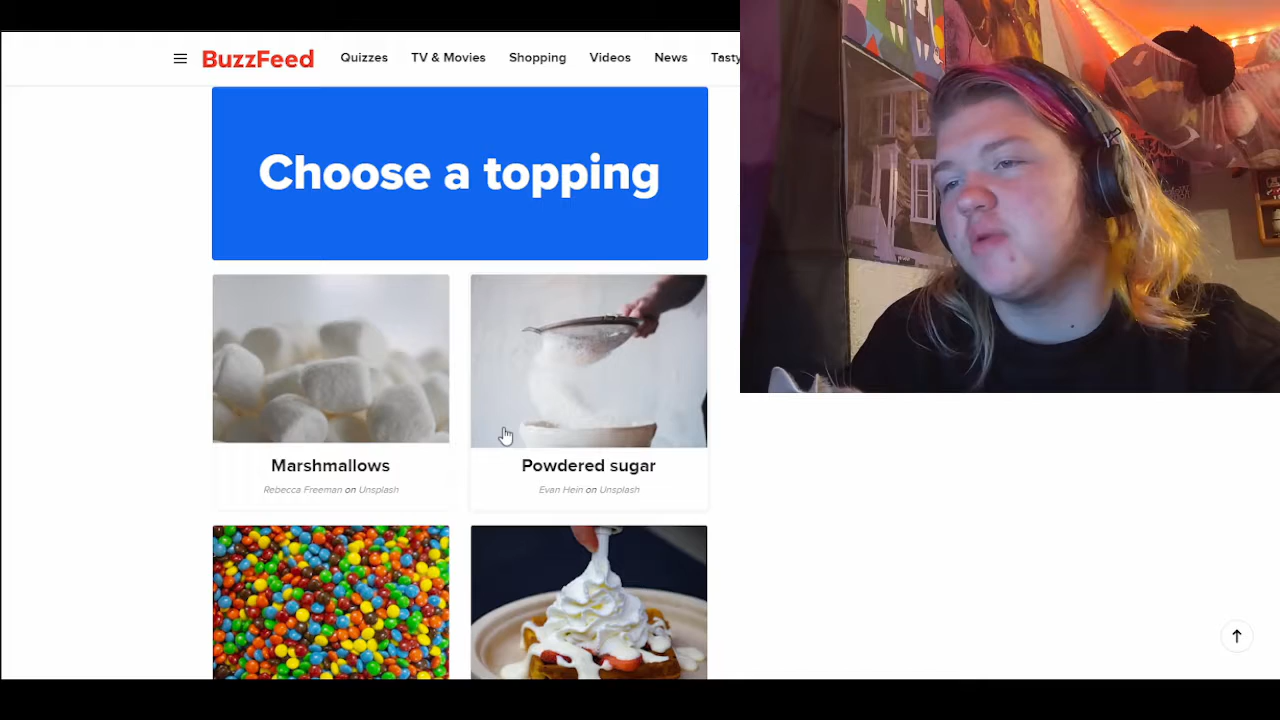 BuzzFeed
Quizzes
TV & Movies
Shopping
Videos
News
Tasty
Choose a topping
Marshmallows
Rebecca Freeman on Unsplash
Powdered sugar
Evan Hein on Unsplash